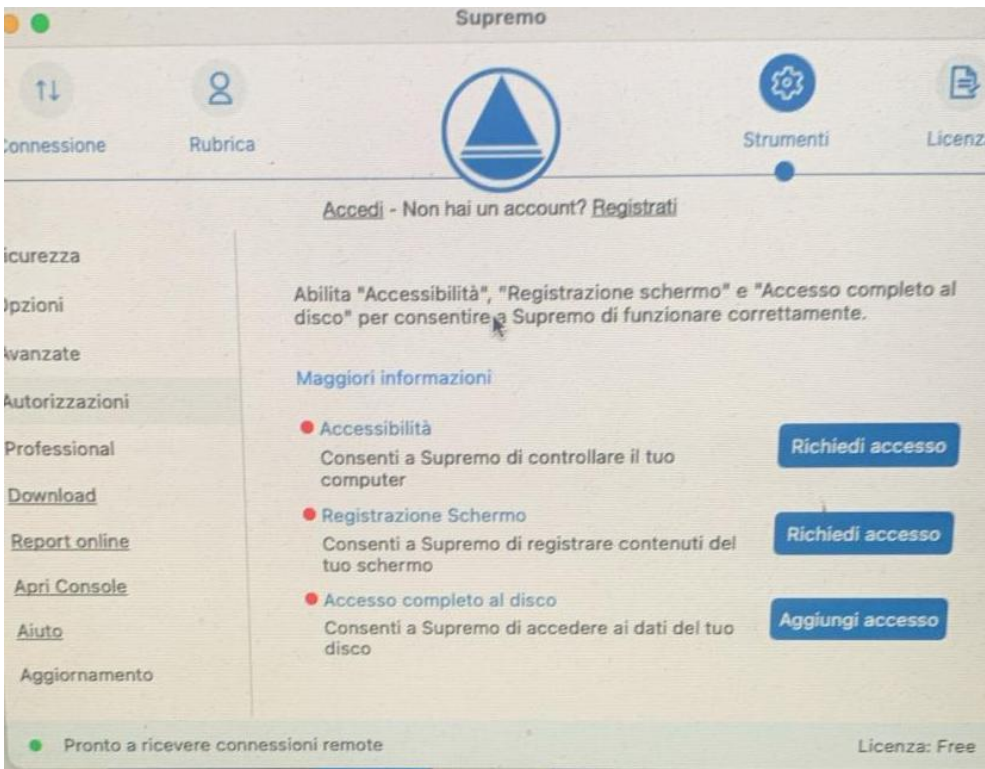 Supremo
Rubrica
Strumenti
Accedi - Non hai un account? Registrati
Abilita "Accessibilità", "Registrazione schermo" e "Accesso completo al
disco" per consentire a Supremo di funzionare correttamente.
Maggiori informazioni
Autorizzazioni
Professional
Download
Report online
Apri Console
Aiuto
Aggiornamento
Accessibilità
Richiedi accesso
Consenti a Supremo di controllare il tuo
computer
Registrazione Schermo
Richiedi accesso
Consenti a Supremo di registrare contenuti del
tuo schermo
Accesso completo al disco
Aggiungi accesso
Consenti a Supremo di accedere ai dati del tuo
disco
Pronto a ricevere connessioni remote
Licenza: Free